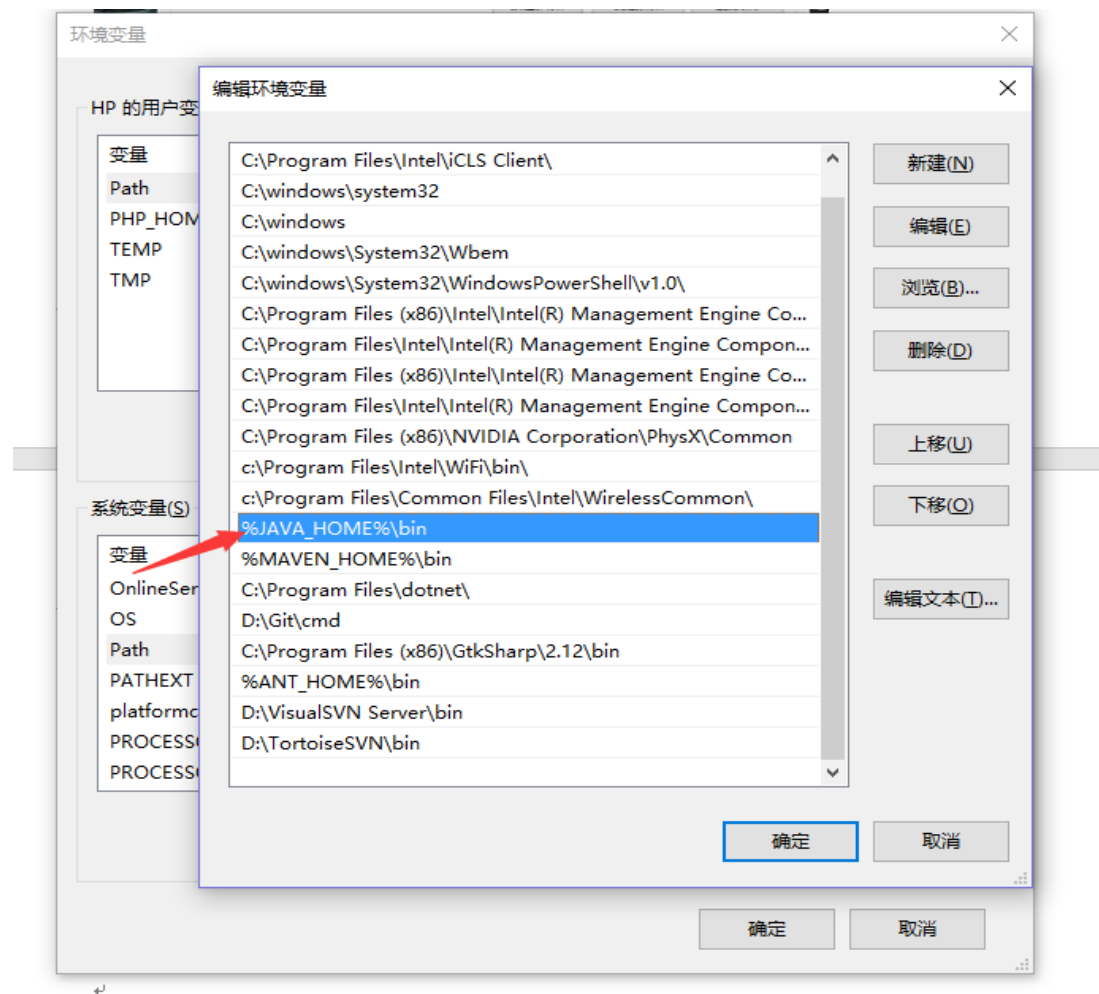 环境变量
编辑环境变量
HP 的用户变
变量
Path
PHP_HOM
TEMP
TMP
C:\Program Files\Intel\iCLS Client\
C:\windows\system32
C:\windows
C:\windows\System32\Wbem
C:\windows\System32\WindowsPowerShell\v1.0\
C:\Program Files (x86)\Intel\Intel(R) Management Engine Co...
C:\Program Files\Intel\Intel(R) Management Engine Compon...
C:\Program Files (x86)\Intel\Intel(R) Management Engine Co...
C:\Program Files\Intel\Intel(R) Management Engine Compon...
C:\Program Files (x86)\NVIDIA Corporation\PhysX\Common
c:\Program Files\Intel\WiFi\bin\
c:\Program Files\Common Files\Intel\WirelessCommon\
%JAVA_HOME%\bin
%MAVEN_HOME%\bin
C:\Program Files\dotnet\
D:\Git\cmd
C:\Program Files (x86)\GtkSharp\2.12\bin
%ANT_HOME%\bin
D:\VisualSVN Server\bin
D:\TortoiseSVN\bin
新建(N)
编辑(E)
浏览(B)...
删除(D)
上移(U)
下移(O)
编辑文本(T)...
系统变量(S)
变量
OnlineSer
OS
Path
PATHEXT
platformc
PROCESSO
PROCESSI
确定
取消
确定
取消